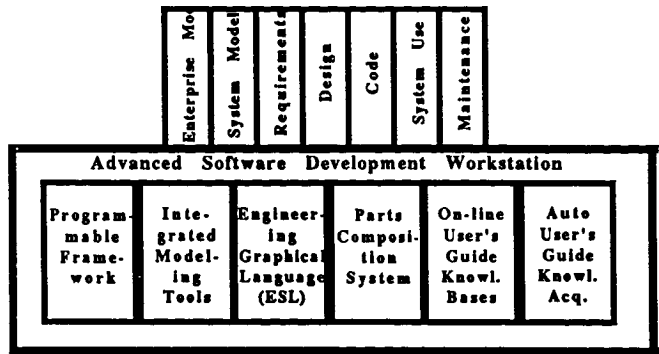 Enterprise Mo
System Model
Requirements
Design
Code
System Use
Maintenance
Advanced Software Development Workstation
Program-
mable
Frame-
work
Inte-
grated
Model-
ing
Tools
Engineer-
ing
Graphical
Language
(ESL)
Parts
Composi-
tion
System
On-line
User's
Guide
Knowl.
Bases
Auto
User's
Guide
Knowl.
Acq.